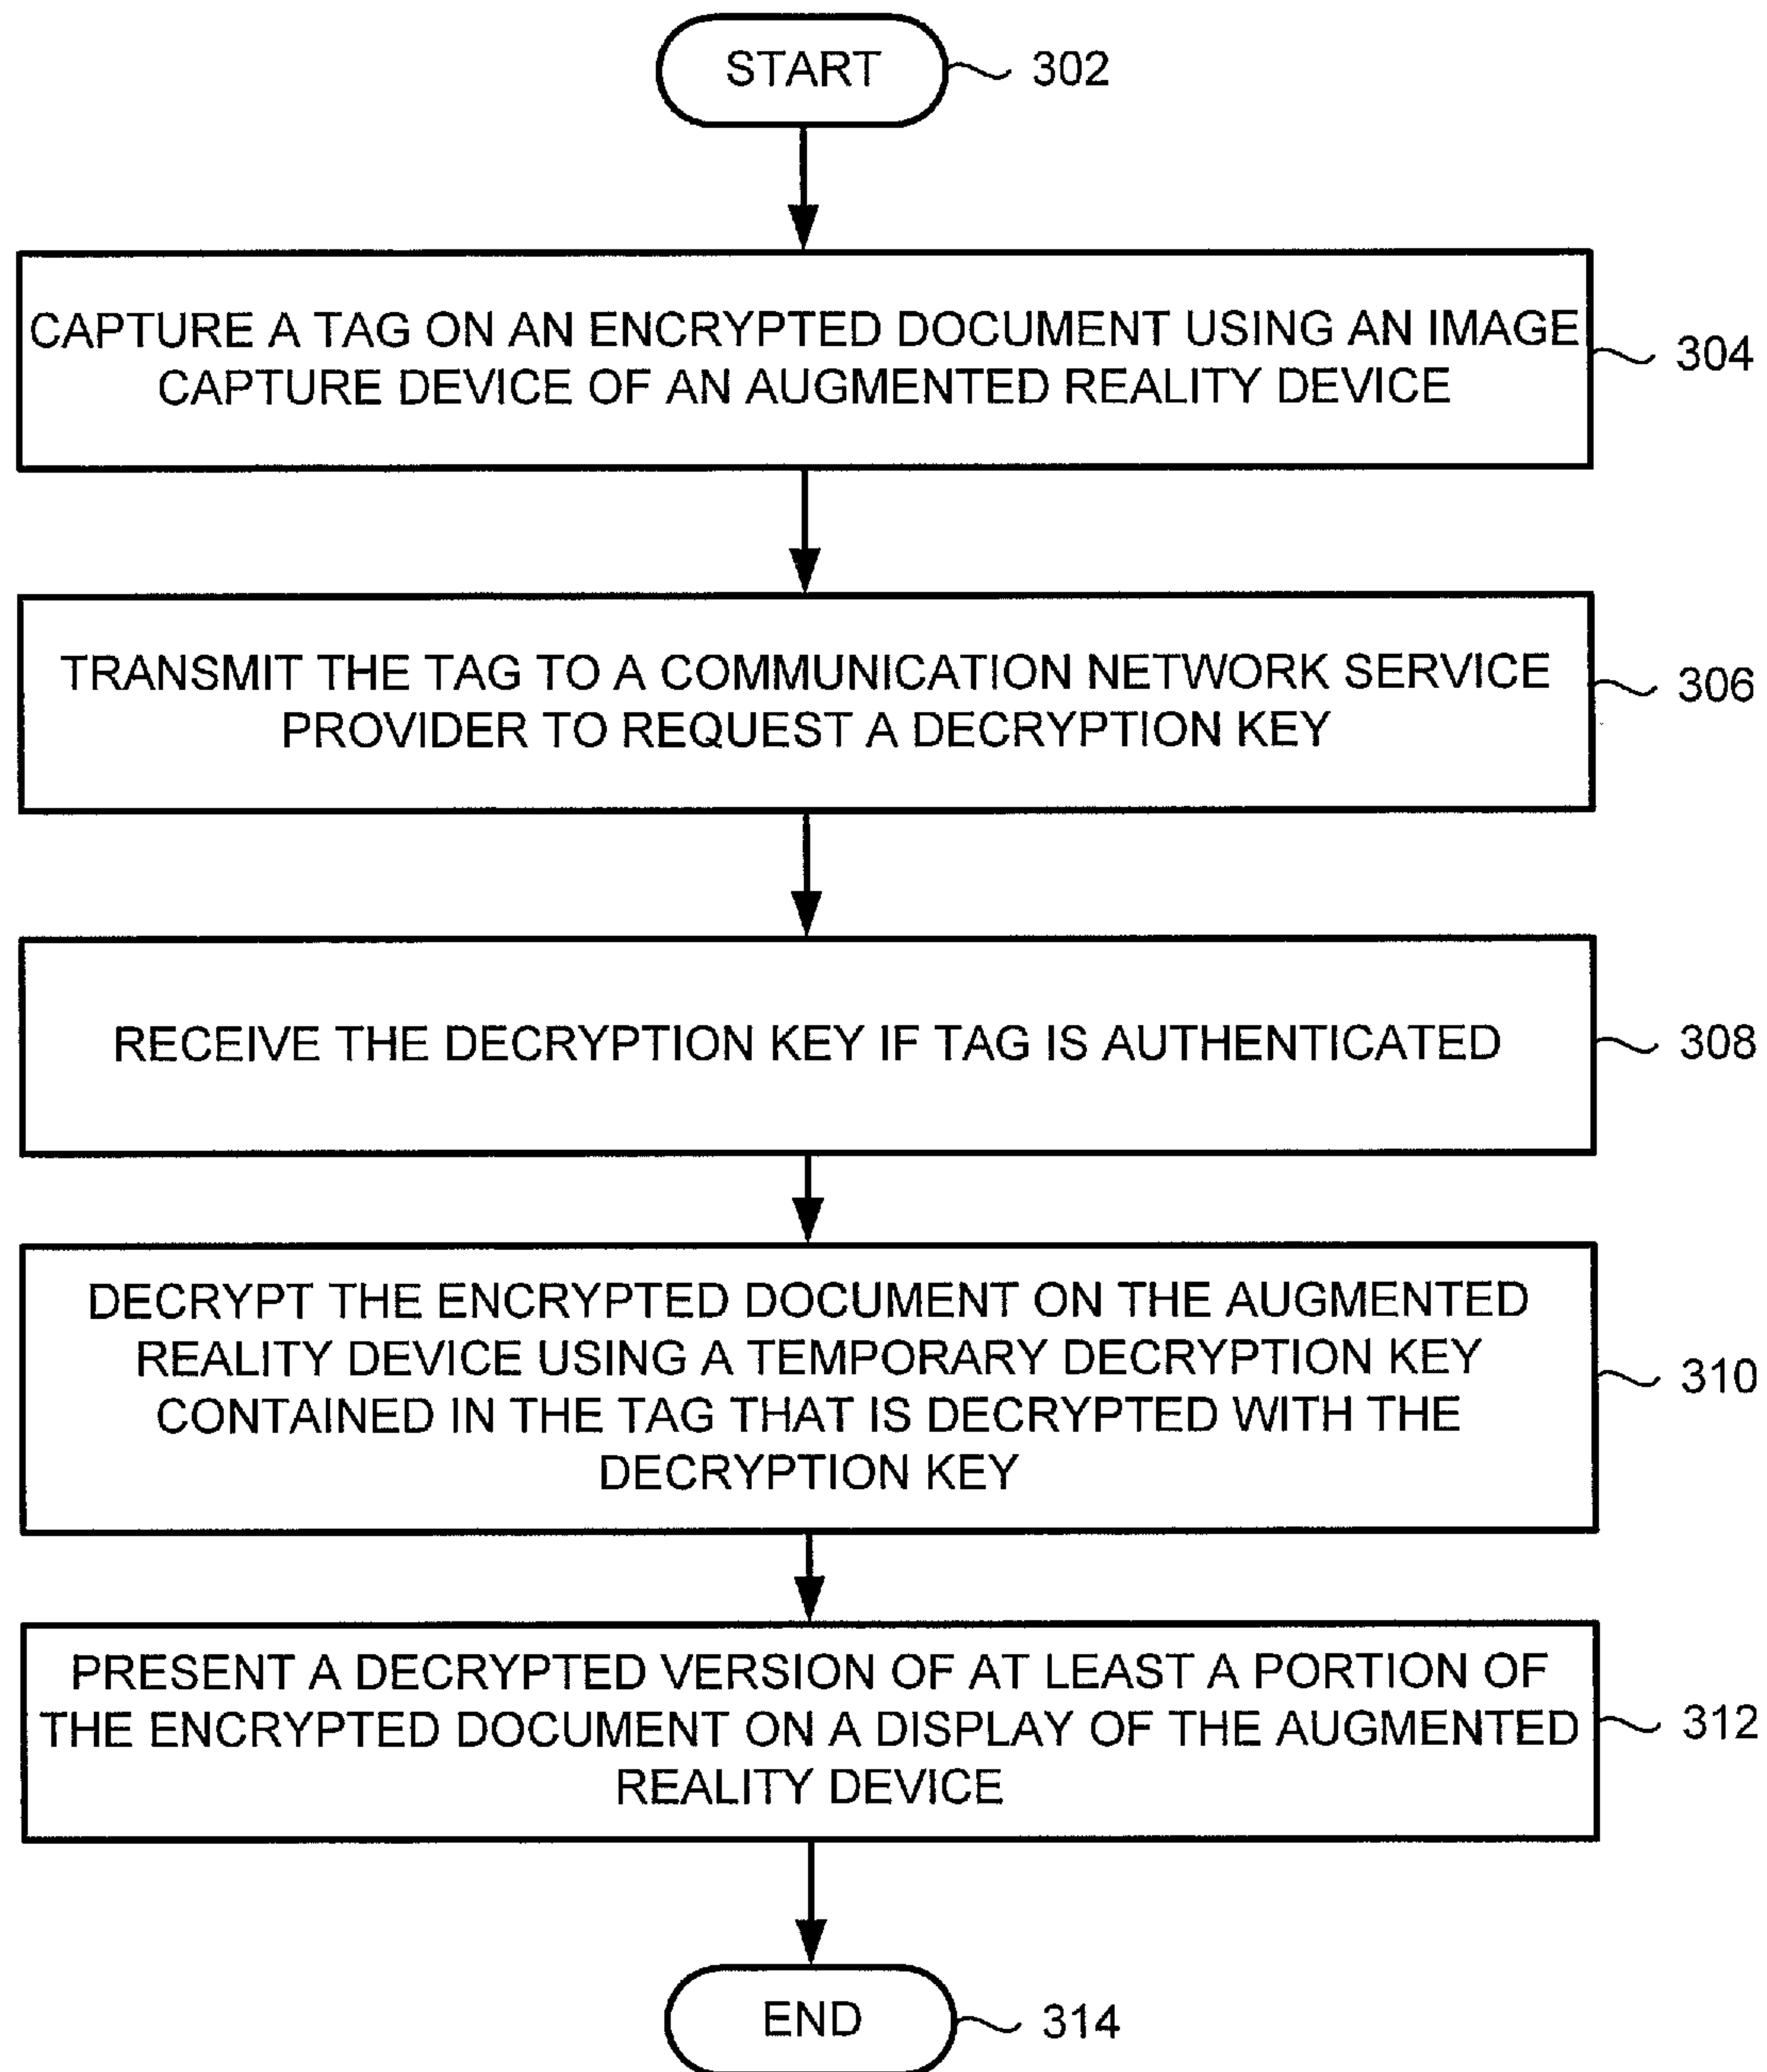 START
302
CAPTURE A TAG ON AN ENCRYPTED DOCUMENT USING AN IMAGE
CAPTURE DEVICE OF AN AUGMENTED REALITY DEVICE
304
TRANSMIT THE TAG TO A COMMUNICATION NETWORK SERVICE
PROVIDER TO REQUEST A DECRYPTION KEY
306
RECEIVE THE DECRYPTION KEY IF TAG IS AUTHENTICATED
308
DECRYPT THE ENCRYPTED DOCUMENT ON THE AUGMENTED
REALITY DEVICE USING A TEMPORARY DECRYPTION KEY
CONTAINED IN THE TAG THAT IS DECRYPTED WITH THE
DECRYPTION KEY
310
PRESENT A DECRYPTED VERSION OF AT LEAST A PORTION OF
THE ENCRYPTED DOCUMENT ON A DISPLAY OF THE AUGMENTED
REALITY DEVICE
312
END
314